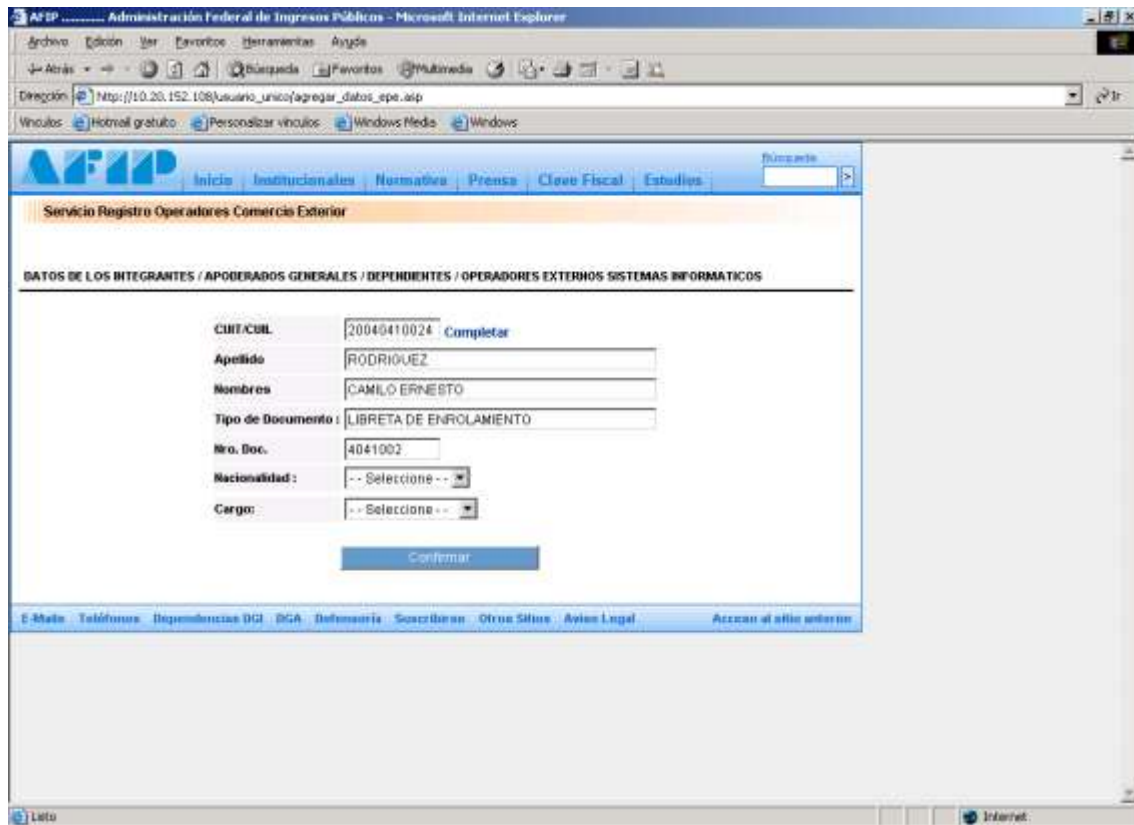 AFIP .......... Administración Federal de Ingresos Públicos - Microsoft Internet Explorer
Archivo Edición Ver Favoritos Herramientas Ayuda
Atrás Búsqueda Favoritos Multimedia
Dirección http://10.20.152.108/usuario_unico/agregar_datos_epe.asp Ir
Vínculos Hotmail gratuito Personalizar vínculos Windows Media Windows
AFIP
Búsqueda
Inicio Institucionales Normativa Prensa Clave Fiscal Estudios >
Servicio Registro Operadores Comercio Exterior
DATOS DE LOS INTEGRANTES / APODERADOS GENERALES / DEPENDIENTES / OPERADORES EXTERNOS SISTEMAS INFORMATICOS
CUIT/CUIL 20040410024 Completar
Apellido RODRIGUEZ
Nombres CAMILO ERNESTO
Tipo de Documento : LIBRETA DE ENROLAMIENTO
Nro. Doc. 4041002
Nacionalidad : - - Seleccione - -
Cargo: - - Seleccione - -
Confirmar
E-Mails Teléfonos Dependencias DGI DGA Defensoría Suscribirse Otros Sitios Aviso Legal Acceso al sitio anterior
Listo Internet